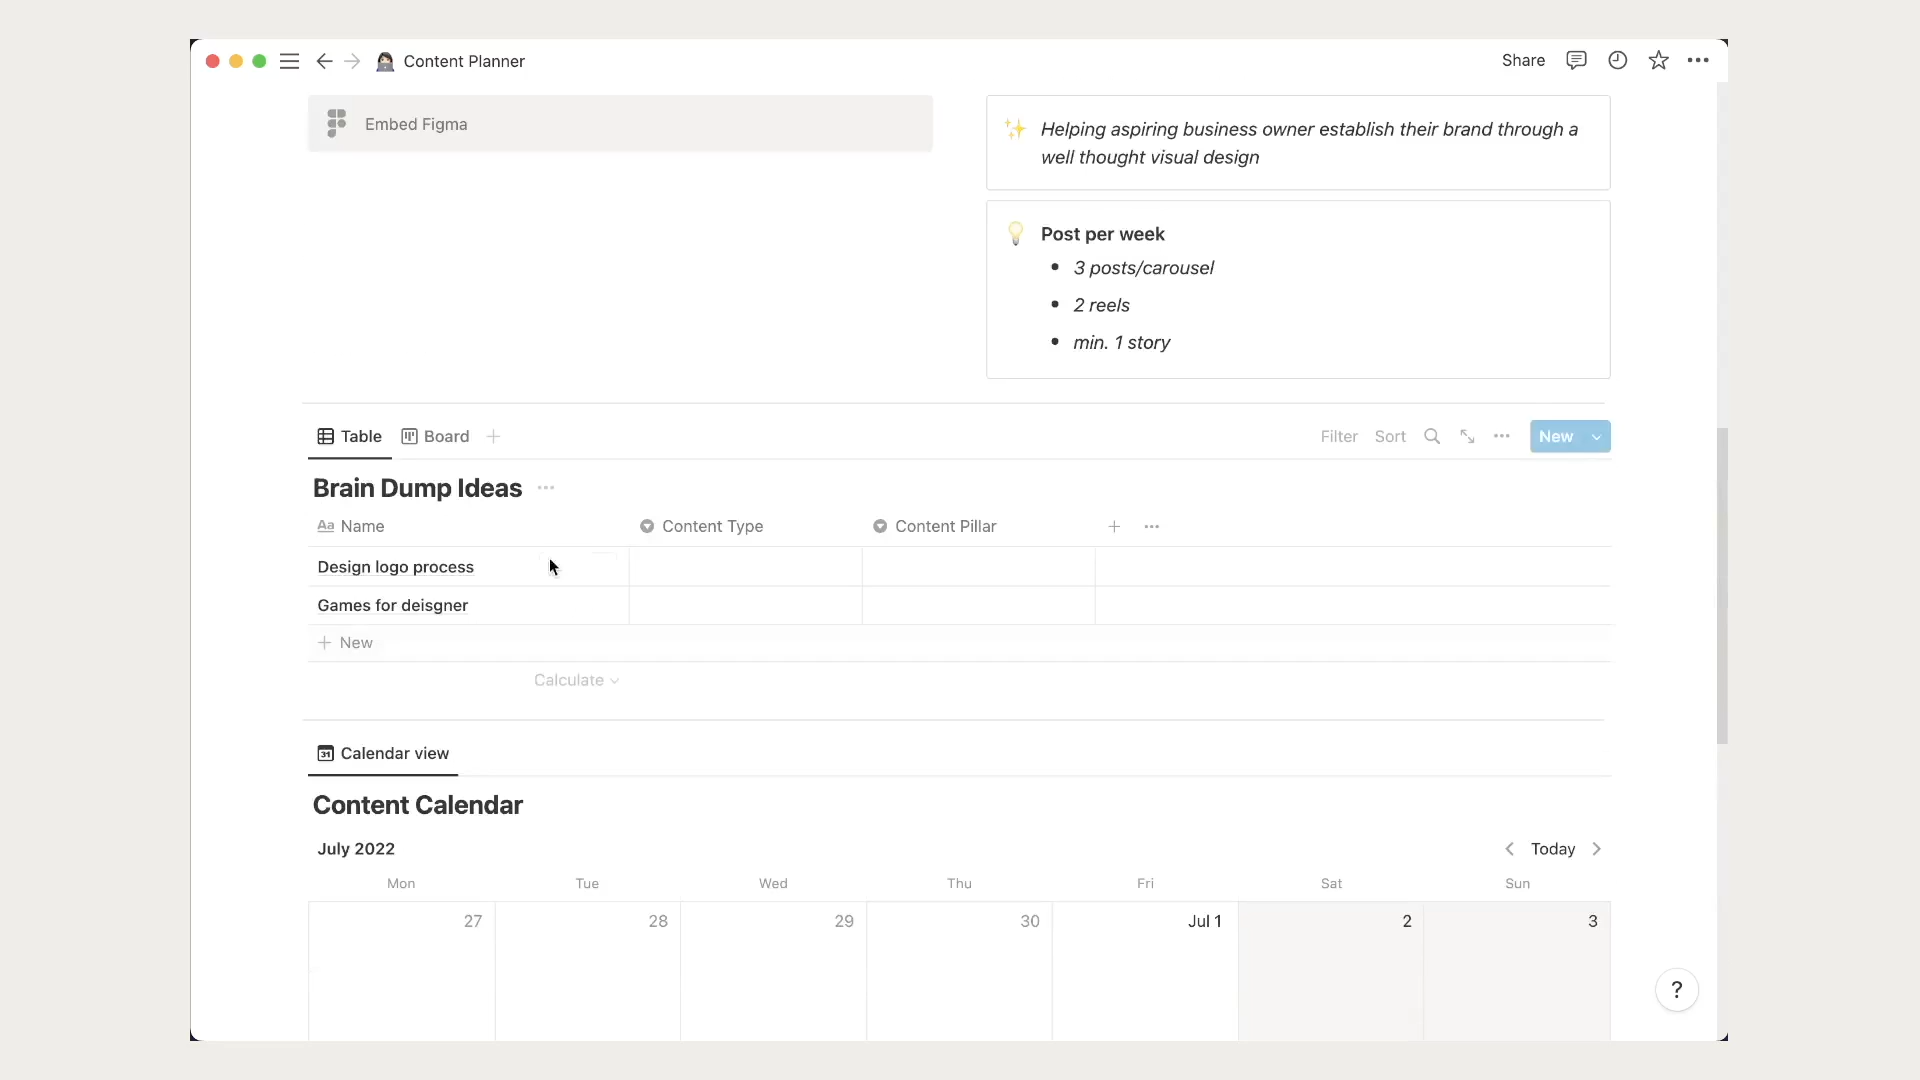 Content Planner
Share
Embed Figma
Helping aspiring business owner establish their brand through a
well thought visual design
Post per week
• 3 posts/carousel
• 2 reels
• min. 1 story
Table Board
Filter Sort New
Brain Dump Ideas
Aa Name Content Type Content Pillar
Design logo process
Games for deisgner
+ New
Calculate
31 Calendar view
Content Calendar
July 2022
Today
Mon Tue Wed Thu Fri Sat Sun
27 28 29 30 Jul 1 2 3
?